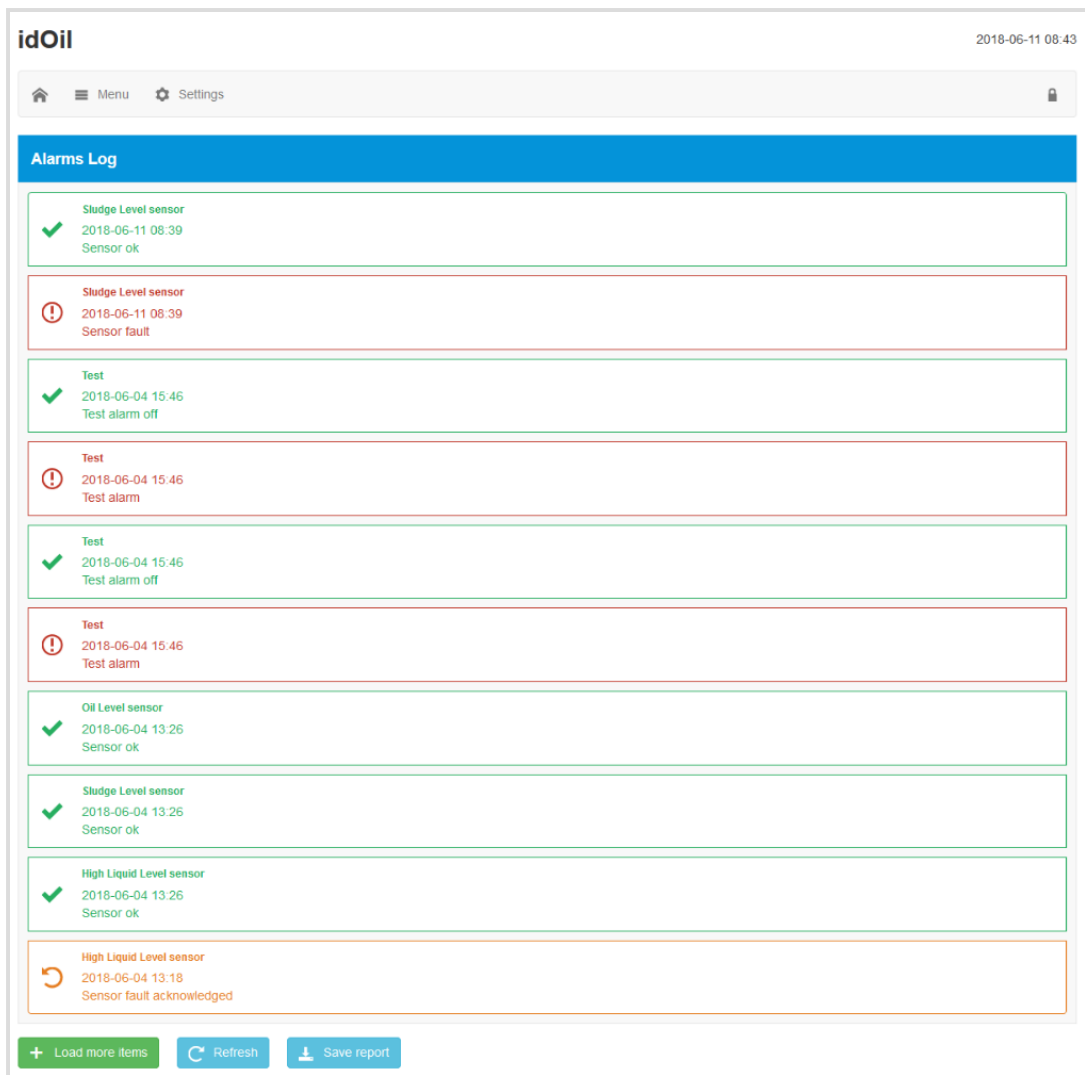 idOil
2018-06-11 08:43
Menu
Settings
Alarms Log
Sludge Level sensor
2018-06-11 08:39
Sensor ok
Sludge Level sensor
2018-06-11 08:39
Sensor fault
Test
2018-06-04 15:46
Test alarm off
Test
2018-06-04 15:46
Test alarm
Test
2018-06-04 15:46
Test alarm off
Test
2018-06-04 15:46
Test alarm
Oil Level sensor
2018-06-04 13:26
Sensor ok
Sludge Level sensor
2018-06-04 13:26
Sensor ok
High Liquid Level sensor
2018-06-04 13:26
Sensor ok
High Liquid Level sensor
2018-06-04 13:18
Sensor fault acknowledged
Load more items
Refresh
Save report